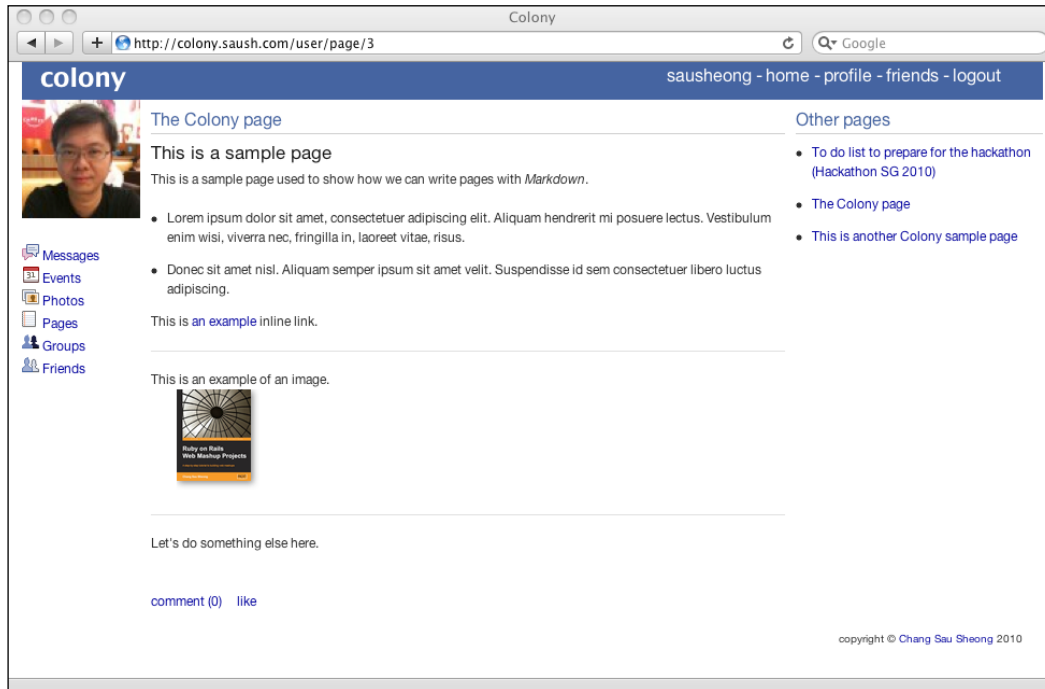 Colony
http://colony.saush.com/user/page/3
Google
colony
sausheong - home - profile - friends - logout
Messages
31
Events
Photos
Pages
Groups
Friends
The Colony page
This is a sample page
This is a sample page used to show how we can write pages with Markdown.
Lorem ipsum dolor sit amet, consectetuer adipiscing elit. Aliquam hendrerit mi posuere lectus. Vestibulum
enim wisi, viverra nec, fringilla in, laoreet vitae, risus.
Donec sit amet nisl. Aliquam semper ipsum sit amet velit. Suspendisse id sem consectetuer libero luctus
adipiscing.
This is an example inline link.
This is an example of an image.
Ruby on Rails
Web Mashup Projects
Let's do something else here.
comment (0) like
Other pages
To do list to prepare for the hackathon
(Hackathon SG 2010)
The Colony page
This is another Colony sample page
copyright © Chang Sau Sheong 2010